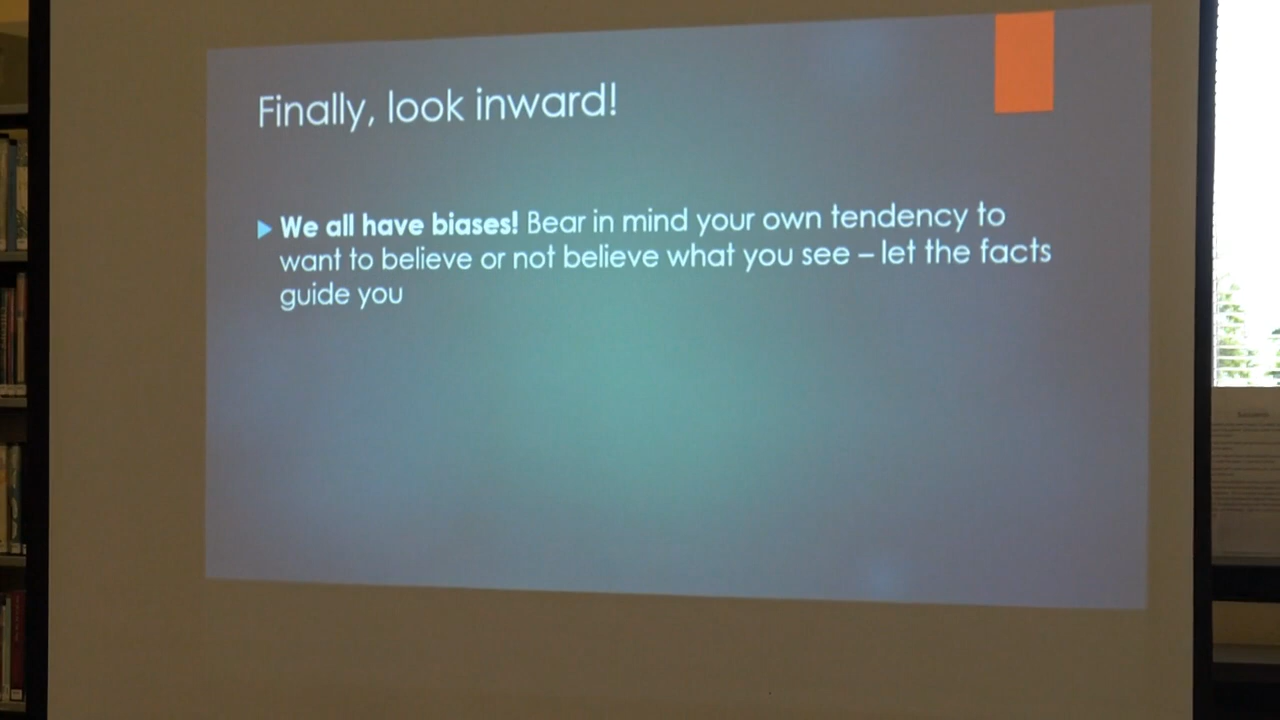 Finally, look inward!
We all have biases! Bear in mind your own tendency to
want to believe or not believe what you see – let the facts
guide you